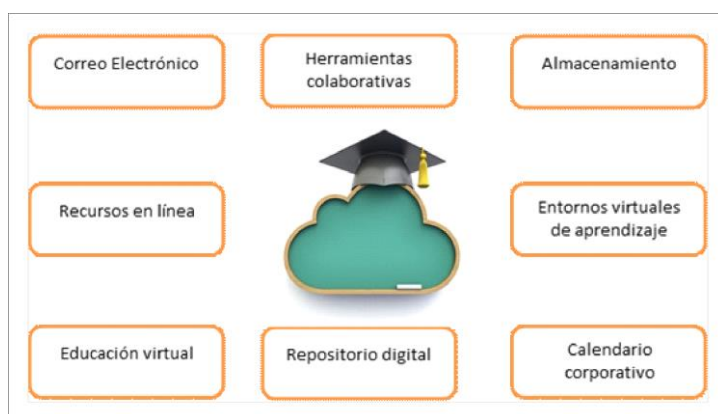 Correo Electrónico
Herramientas
colaborativas
Almacenamiento
Recursos en línea
Entornos virtuales
de aprendizaje
Educación virtual
Repositorio digital
Calendario
corporativo